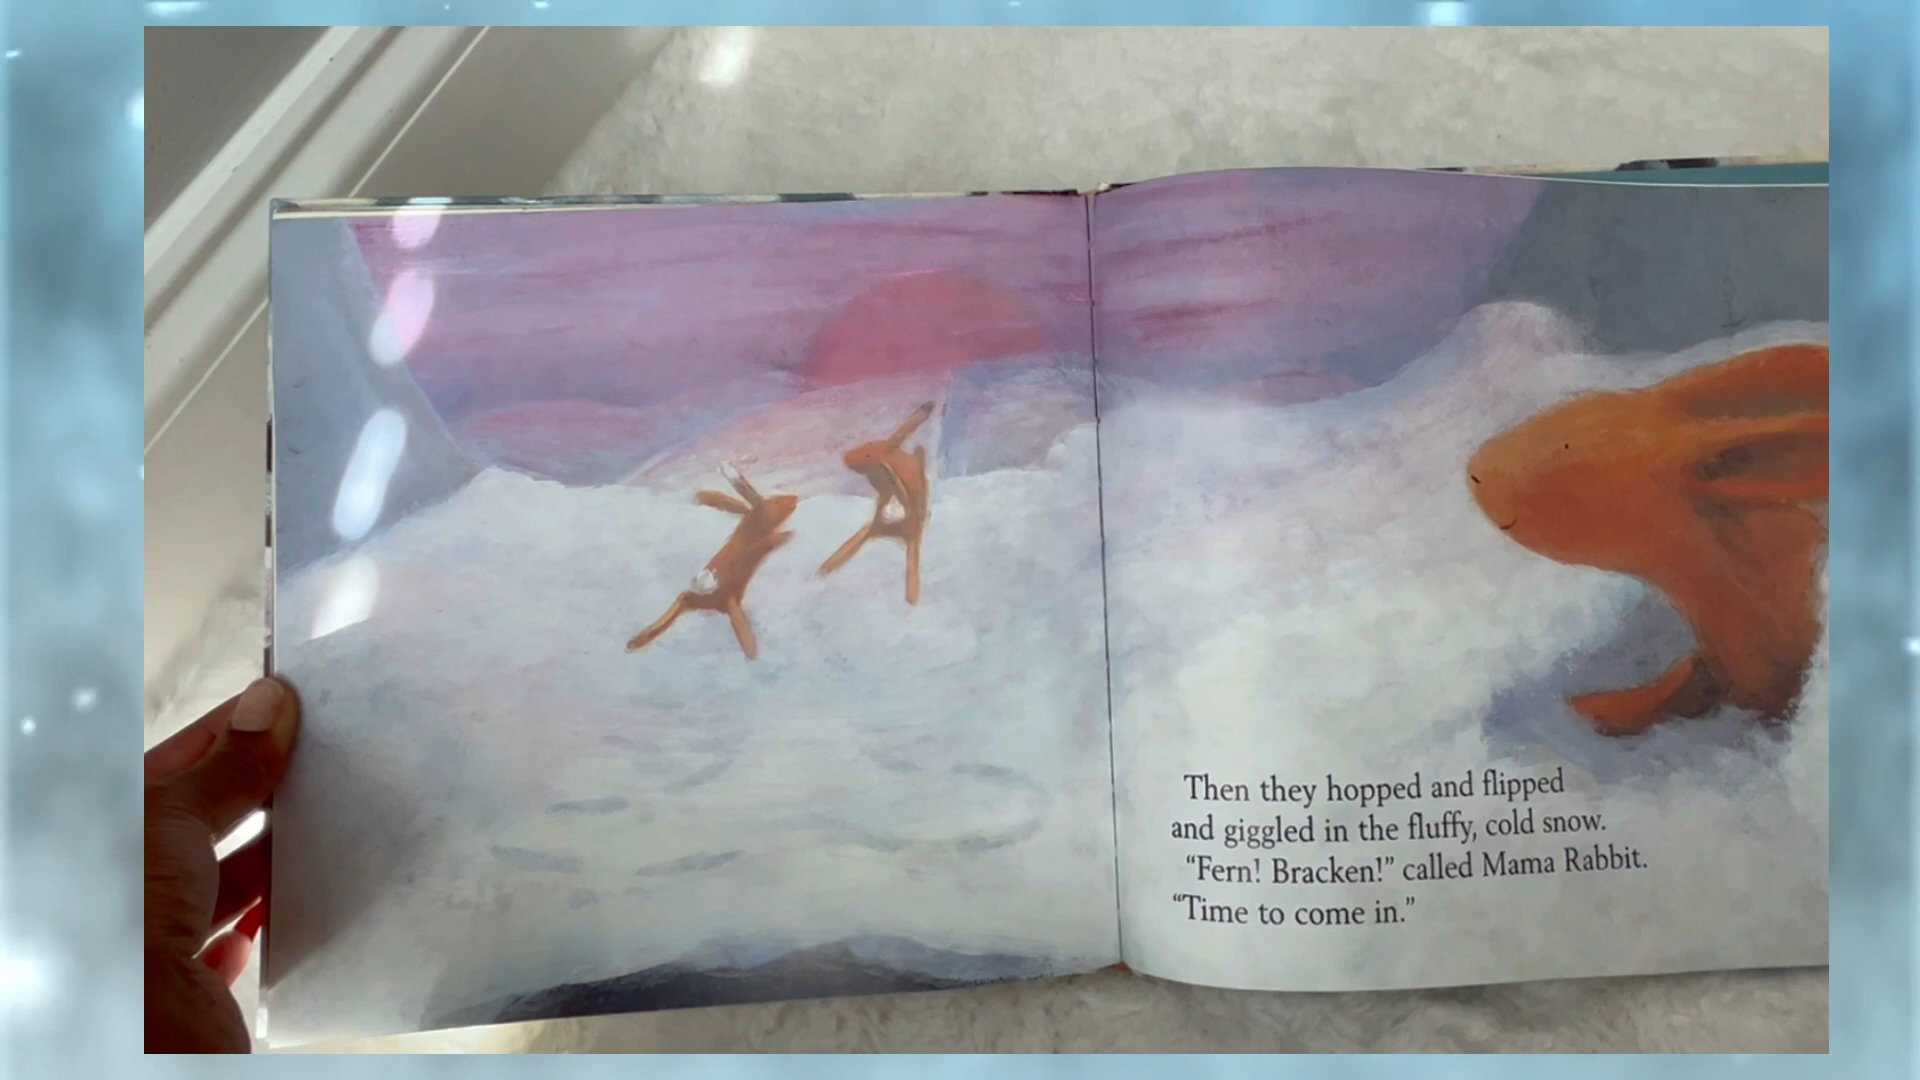 Then they hopped and flipped
and giggled in the fluffy, cold snow.
“Fern! Bracken!” called Mama Rabbit.
“Time to come in.”